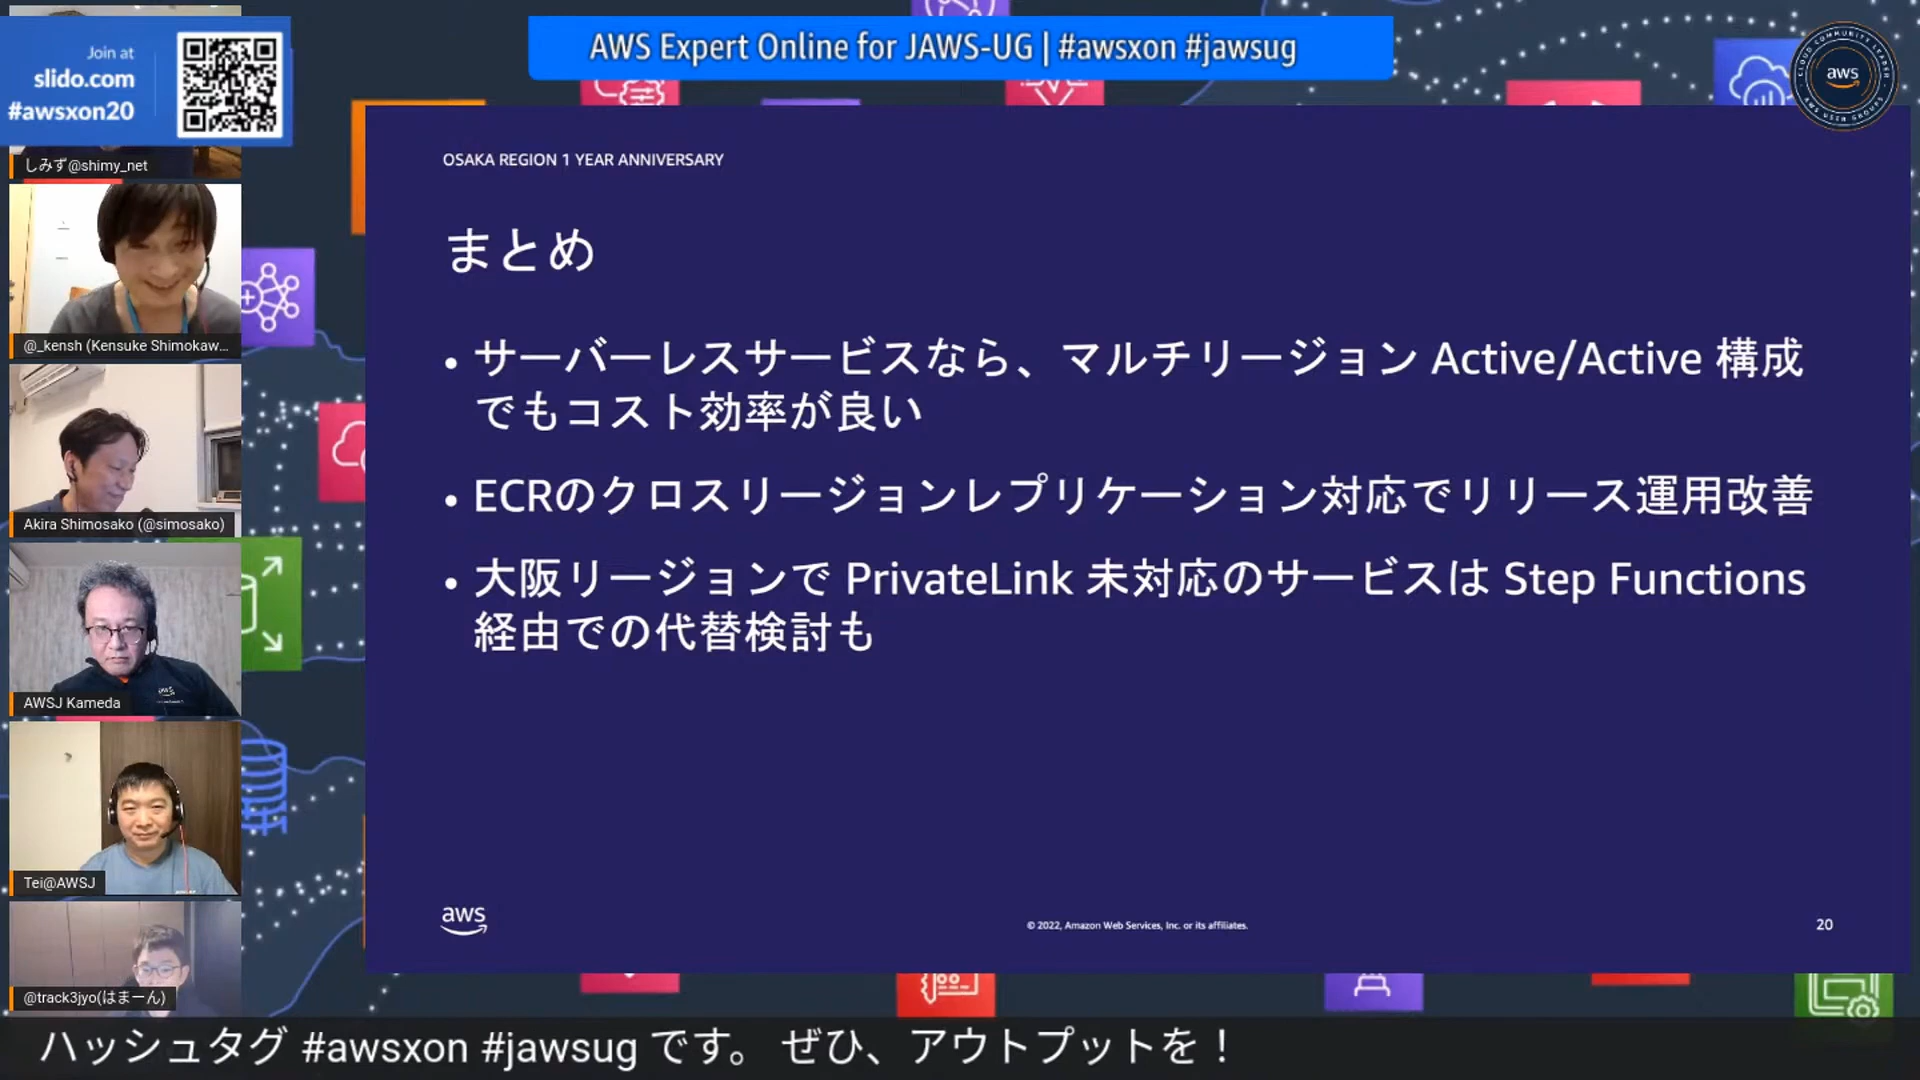 Join at
slido.com
#awsxon20
AWS Expert Online for JAWS-UG | #awsxon #jawsug
CLOUD COMMUNITY LEADER
aws
AWS USER GROUPS
しみず@shimy_net
@_kensh (Kensuke Shimokaw...
Akira Shimosako (@simosako)
AWSJ Kameda
Tei@AWSJ
@track3jyo(はまーん)
OSAKA REGION 1 YEAR ANNIVERSARY
まとめ
• サーバーレスサービスなら、マルチリージョン Active/Active 構成
でもコスト効率が良い
• ECRのクロスリージョンレプリケーション対応でリリース運用改善
• 大阪リージョンで PrivateLink 未対応のサービスは Step Functions
経由での代替検討も
aws
© 2022, Amazon Web Services, Inc. or its affiliates.
20
ハッシュタグ #awsxon #jawsug です。 ぜひ、アウトプットを！